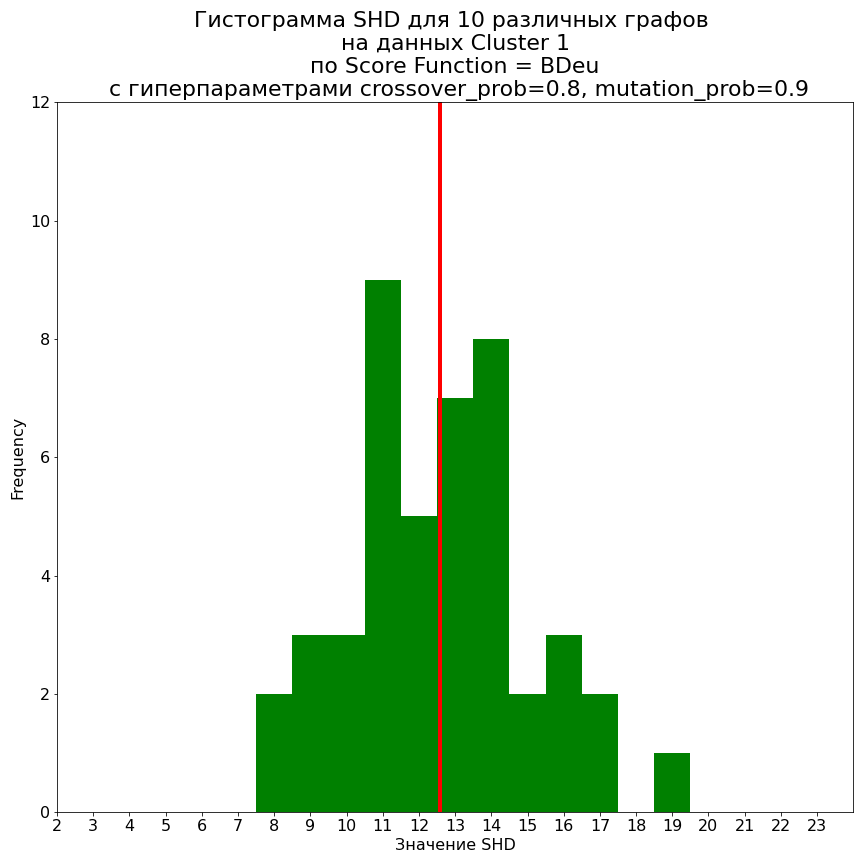 Гистограмма SHD для 10 различных графов
на данных Cluster 1
по Score Function = BDeu
с гиперпараметрами crossover_prob=0.8, mutation_prob=0.9
12
10
8
6
4
2
0
Frequency
2 3 4 5 6 7 8 9 10 11 12 13 14 15 16 17 18 19 20 21 22 23
Значение SHD